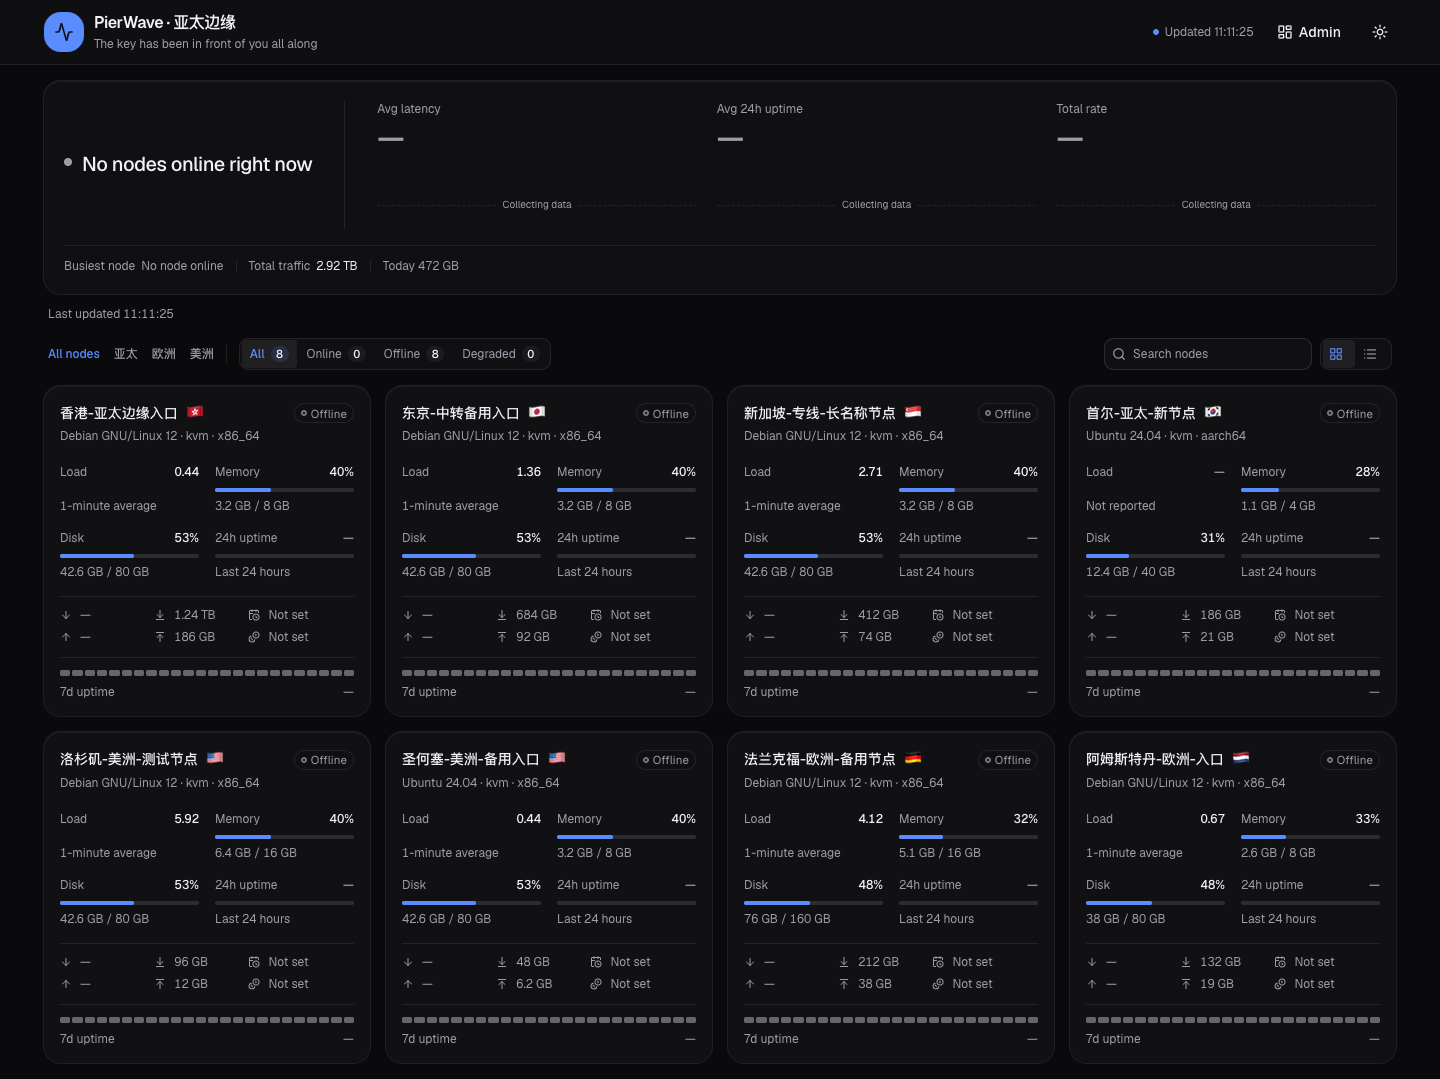 PierWave · 亚太边缘
The key has been in front of you all along
Updated 11:11:25
Admin
No nodes online right now
Avg latency
—
Collecting data
Avg 24h uptime
—
Collecting data
Total rate
—
Collecting data
Busiest node No node online
Total traffic 2.92 TB
Today 472 GB
Last updated 11:11:25
All nodes 亚太 欧洲 美洲
All 8 Online 0 Offline 8 Degraded 0
Search nodes
香港-亚太边缘入口 🇭🇰 Offline
Debian GNU/Linux 12 · kvm · x86_64
Load 0.44 Memory 40%
1-minute average 3.2 GB / 8 GB
Disk 53% 24h uptime —
42.6 GB / 80 GB Last 24 hours
↓ — 1.24 TB Not set
↑ — 186 GB Not set
7d uptime —
东京-中转备用入口 🇯🇵 Offline
Debian GNU/Linux 12 · kvm · x86_64
Load 1.36 Memory 40%
1-minute average 3.2 GB / 8 GB
Disk 53% 24h uptime —
42.6 GB / 80 GB Last 24 hours
↓ — 684 GB Not set
↑ — 92 GB Not set
7d uptime —
新加坡-专线-长名称节点 🇸🇬 Offline
Debian GNU/Linux 12 · kvm · x86_64
Load 2.71 Memory 40%
1-minute average 3.2 GB / 8 GB
Disk 53% 24h uptime —
42.6 GB / 80 GB Last 24 hours
↓ — 412 GB Not set
↑ — 74 GB Not set
7d uptime —
首尔-亚太-新节点 🇰🇷 Offline
Ubuntu 24.04 · kvm · aarch64
Load — Memory 28%
Not reported 1.1 GB / 4 GB
Disk 31% 24h uptime —
12.4 GB / 40 GB Last 24 hours
↓ — 186 GB Not set
↑ — 21 GB Not set
7d uptime —
洛杉矶-美洲-测试节点 🇺🇸 Offline
Debian GNU/Linux 12 · kvm · x86_64
Load 5.92 Memory 40%
1-minute average 6.4 GB / 16 GB
Disk 53% 24h uptime —
42.6 GB / 80 GB Last 24 hours
↓ — 96 GB Not set
↑ — 12 GB Not set
7d uptime —
圣何塞-美洲-备用入口 🇺🇸 Offline
Ubuntu 24.04 · kvm · x86_64
Load 0.44 Memory 40%
1-minute average 3.2 GB / 8 GB
Disk 53% 24h uptime —
42.6 GB / 80 GB Last 24 hours
↓ — 48 GB Not set
↑ — 6.2 GB Not set
7d uptime —
法兰克福-欧洲-备用节点 🇩🇪 Offline
Debian GNU/Linux 12 · kvm · x86_64
Load 4.12 Memory 32%
1-minute average 5.1 GB / 16 GB
Disk 48% 24h uptime —
76 GB / 160 GB Last 24 hours
↓ — 212 GB Not set
↑ — 38 GB Not set
7d uptime —
阿姆斯特丹-欧洲-入口 🇳🇱 Offline
Debian GNU/Linux 12 · kvm · x86_64
Load 0.67 Memory 33%
1-minute average 2.6 GB / 8 GB
Disk 48% 24h uptime —
38 GB / 80 GB Last 24 hours
↓ — 132 GB Not set
↑ — 19 GB Not set
7d uptime —